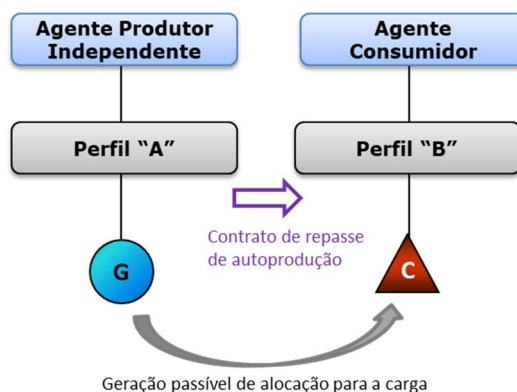 Agente Produtor
Independente
Agente
Consumidor
Perfil “A”
Perfil “B”
Contrato de repasse
de autoprodução
G
C
Geração passível de alocação para a carga